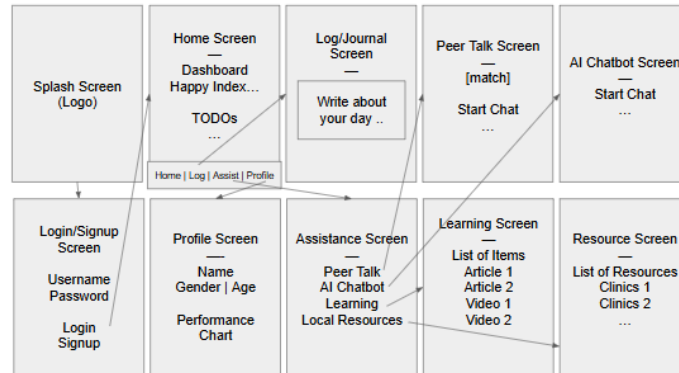 Splash Screen
(Logo)
Home Screen
—
Dashboard
Happy Index…
TODOs
…
Home | Log | Assist | Profile
Log/Journal
Screen
—
Write about
your day ..
Peer Talk Screen
—
[match]
Start Chat
…
AI Chatbot Screen
—
Start Chat
…
Login/Signup
Screen
Username
Password
Login
Signup
Profile Screen
—
Name
Gender | Age
Performance
Chart
Assistance Screen
—
Peer Talk
AI Chatbot
Learning
Local Resources
Learning Screen
—
List of Items
Article 1
Article 2
Video 1
Video 2
Resource Screen
—
List of Resources
Clinics 1
Clinics 2
…